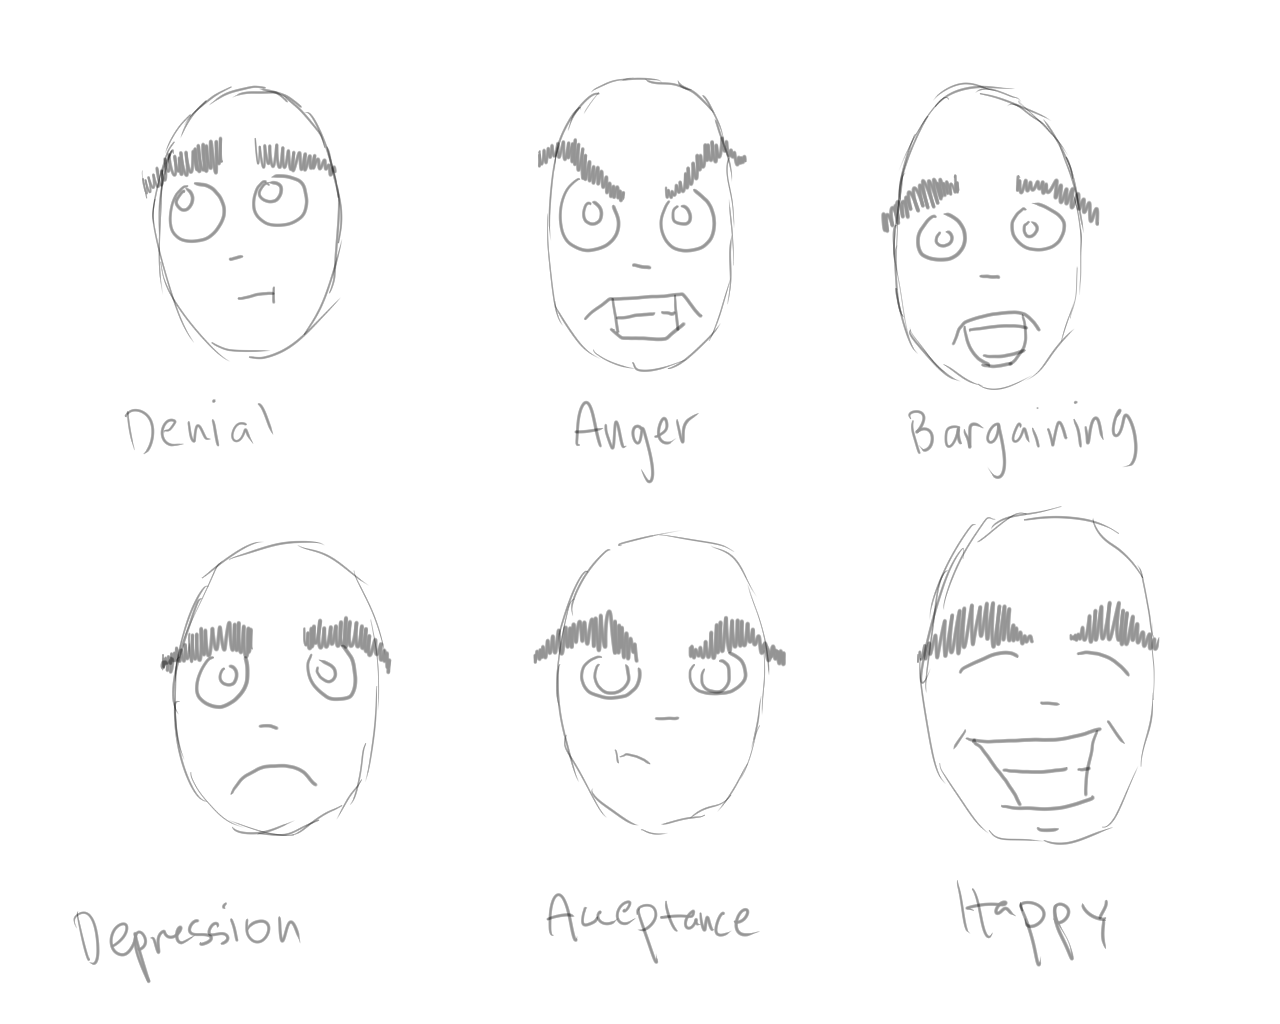 Denial
Anger
Bargaining
Depression
Acceptance
Happy